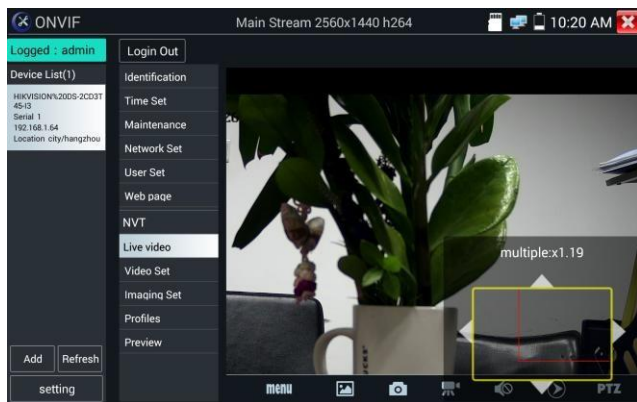 ONVIF
Main Stream 2560x1440 h264
10:20 AM
Logged : admin
Login Out
Device List(1)
HIKVISION%20DS-2CD3T
45-I3
Serial 1
192.168.1.64
Location city/hangzhou
Identification
Time Set
Maintenance
Network Set
User Set
Web page
NVT
Live video
Video Set
Imaging Set
Profiles
Preview
multiple:x1.19
Add
Refresh
setting
menu
PTZ